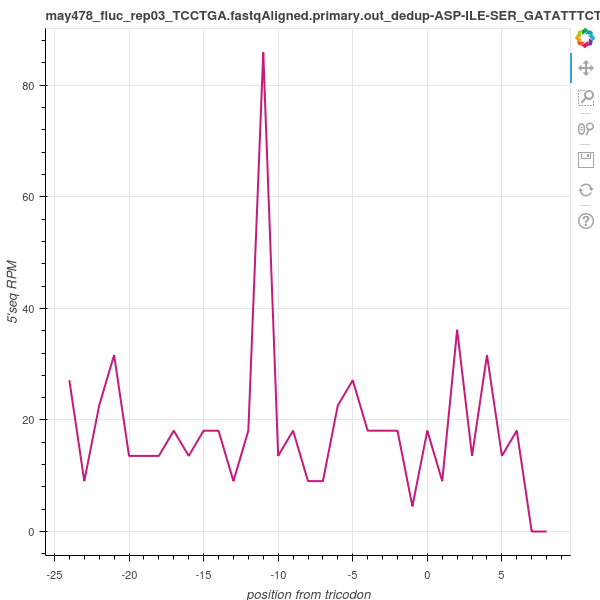 may478_fluc_rep03_TCCTGA.fastqAligned.primary.out_dedup-ASP-ILE-SER_GATATTTCT
80
60
40
20
0
5'seq RPM
-25 -20 -15 -10 -5 0 5
position from tricodon